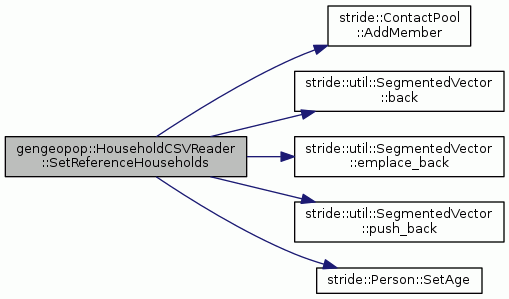 stride::ContactPool
::AddMember
stride::util::SegmentedVector
::back
gengeopop::HouseholdCSVReader
::SetReferenceHouseholds
stride::util::SegmentedVector
::emplace_back
stride::util::SegmentedVector
::push_back
stride::Person::SetAge